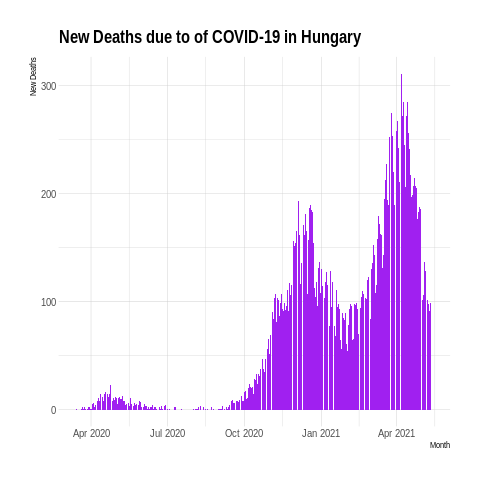 New Deaths due to of COVID-19 in Hungary
New Deaths
300
200
100
0
Apr 2020 Jul 2020 Oct 2020 Jan 2021 Apr 2021
Month